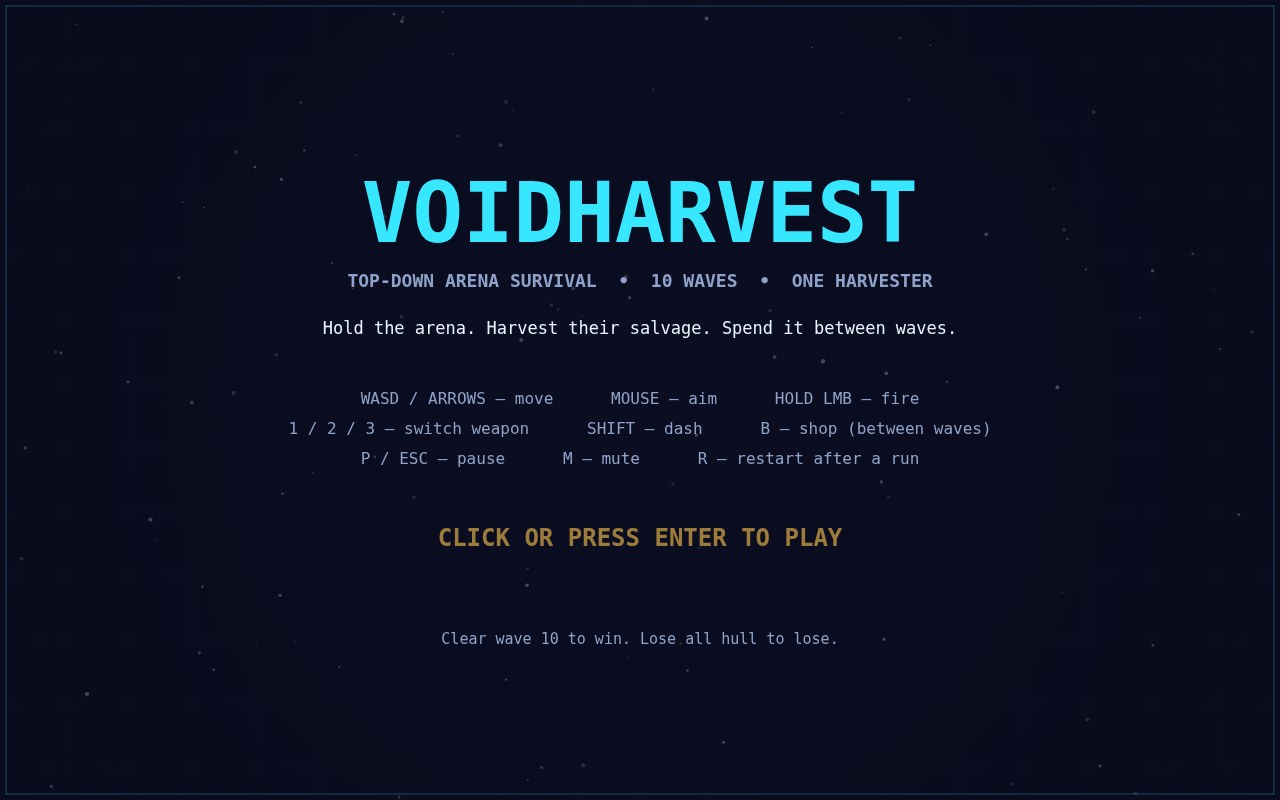 VOIDHARVEST
TOP-DOWN ARENA SURVIVAL • 10 WAVES • ONE HARVESTER
Hold the arena. Harvest their salvage. Spend it between waves.
WASD / ARROWS — move MOUSE — aim HOLD LMB — fire
1 / 2 / 3 — switch weapon SHIFT — dash B — shop (between waves)
P / ESC — pause M — mute R — restart after a run
CLICK OR PRESS ENTER TO PLAY
Clear wave 10 to win. Lose all hull to lose.